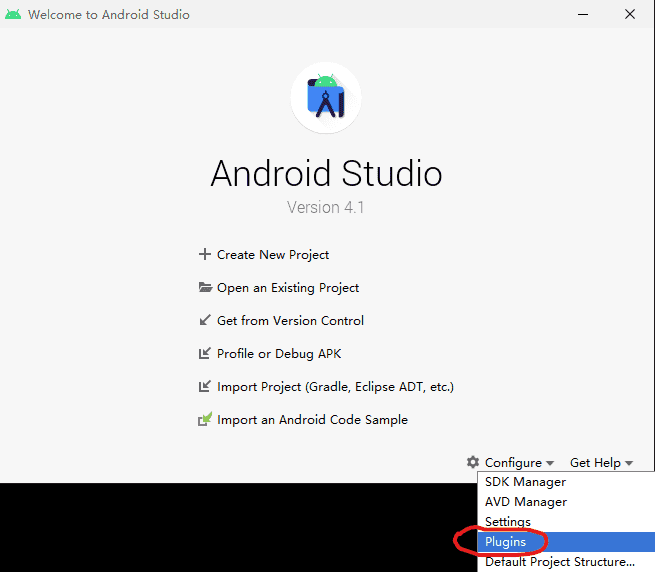 Welcome to Android Studio
Android Studio
Version 4.1
Create New Project
Open an Existing Project
Get from Version Control
Profile or Debug APK
Import Project (Gradle, Eclipse ADT, etc.)
Import an Android Code Sample
Configure Get Help
SDK Manager
AVD Manager
Settings
Plugins
Default Project Structure...